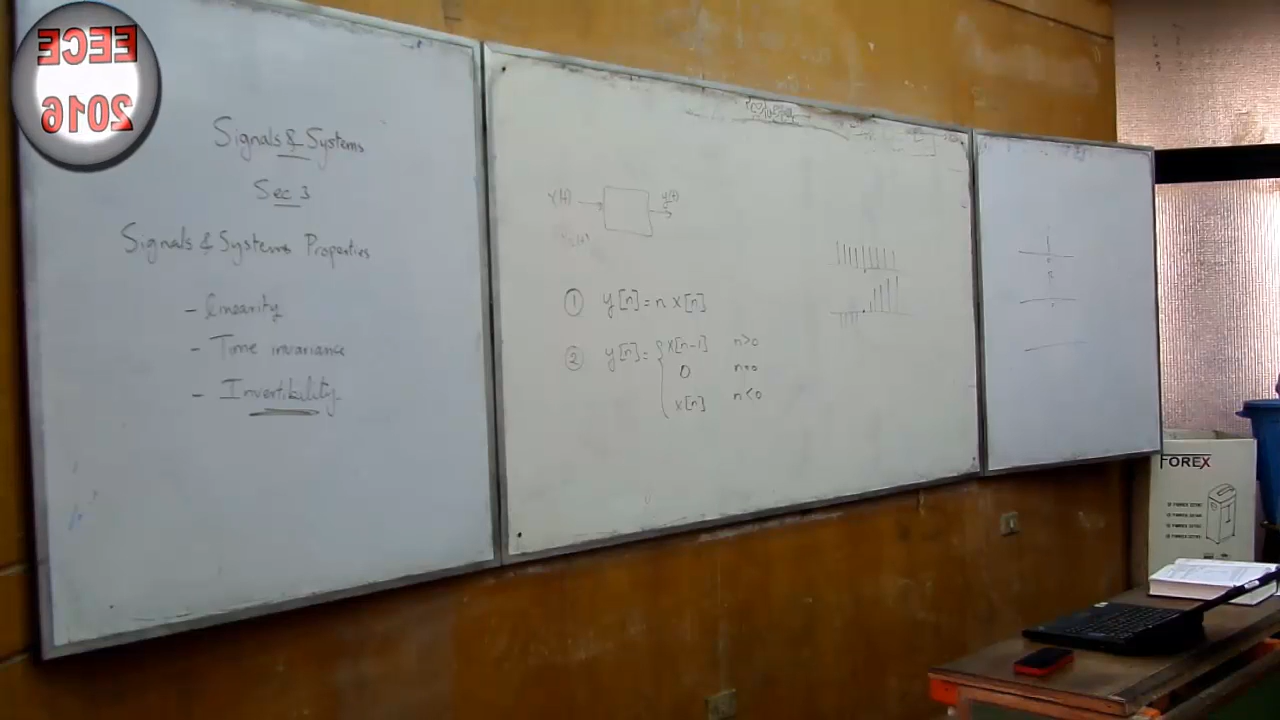 EECE
2016
Signals & Systems
Sec 3
Signals & Systems Properties
- linearity
- Time invariance
- Invertibility
x(t)
y(t)
① y[n] = n x[n]
② y[n] = { x[n-1] n>0
0 n=0
x[n] n<0
FOREX